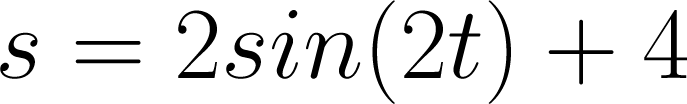 s = 2sin(2t) + 4